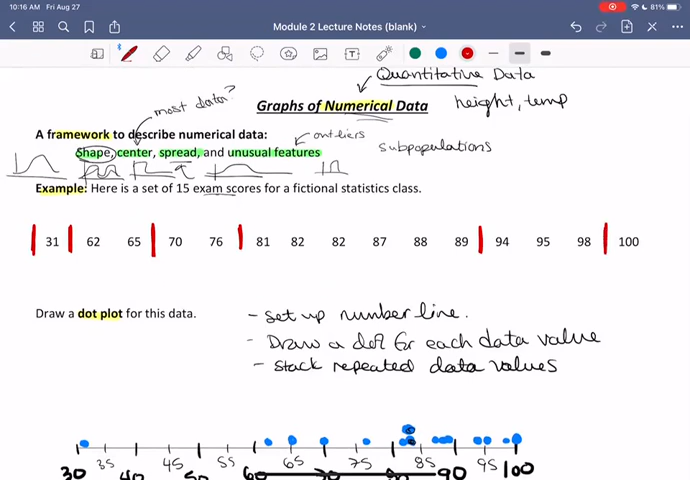 10:16 AM Fri Aug 27
81%
Module 2 Lecture Notes (blank)
Quantitative Data
most data?
Graphs of Numerical Data
height, temp
A framework to describe numerical data:
outliers
Shape, center, spread, and unusual features
subpopulations
Example: Here is a set of 15 exam scores for a fictional statistics class.
31 62 65 70 76 81 82 82 87 88 89 94 95 98 100
Draw a dot plot for this data.
- Set up number line.
- Draw a dot for each data value
- Stack repeated data values
30 35 40 45 50 55 60 65 70 75 85 90 95 100